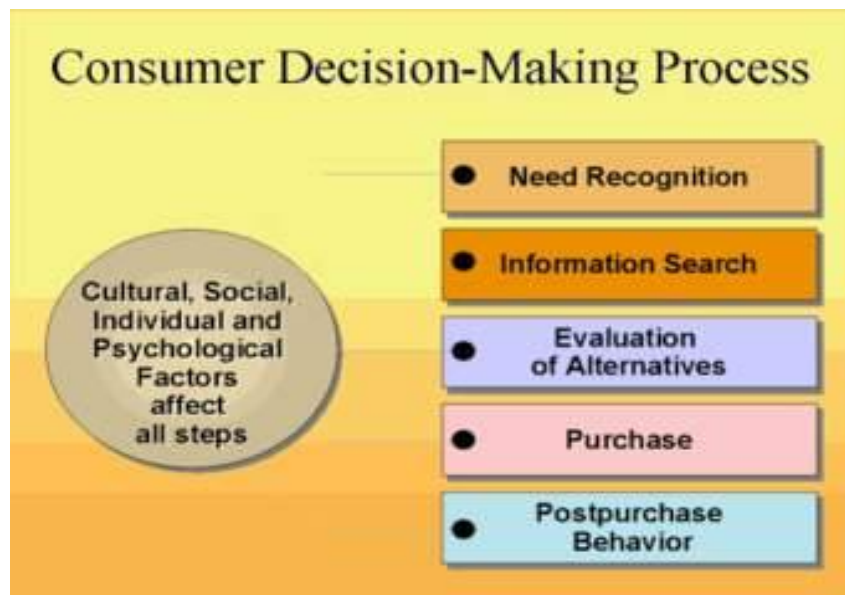 Consumer Decision-Making Process
Need Recognition
Information Search
Cultural, Social,
Individual and
Psychological
Factors
affect
all steps
Evaluation
of Alternatives
Purchase
Postpurchase
Behavior